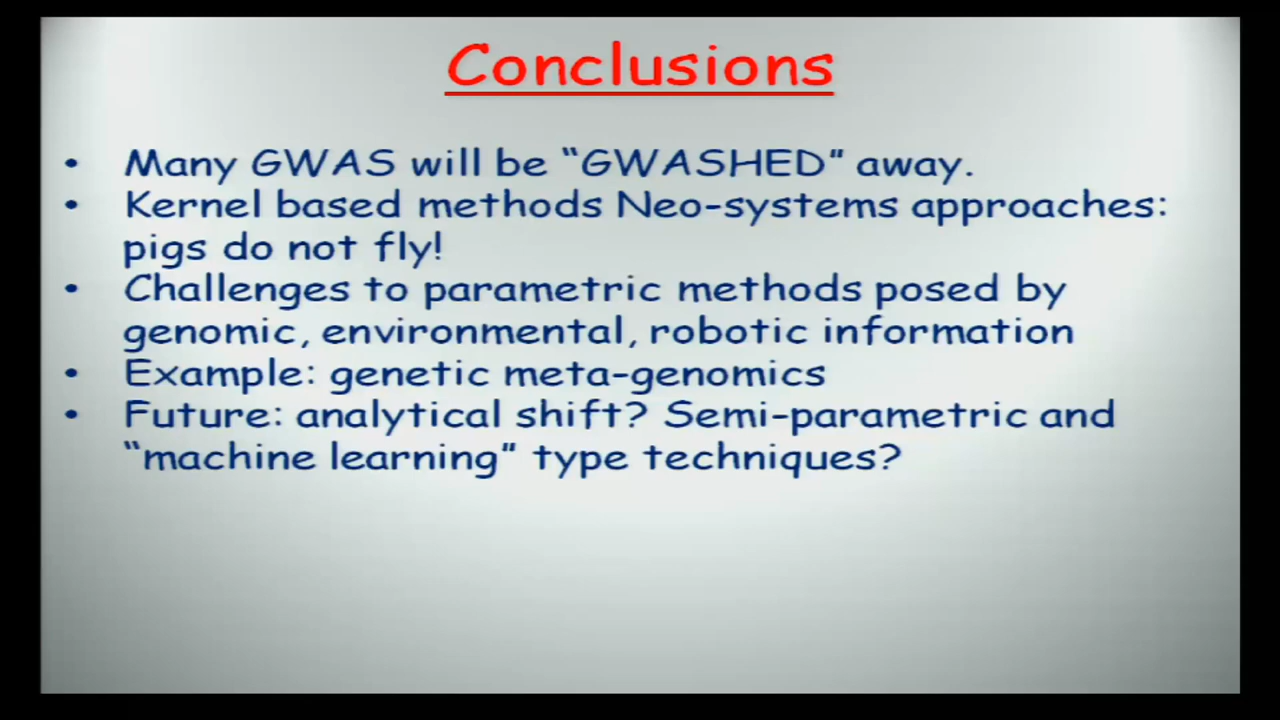 Conclusions
• Many GWAS will be “GWASHED” away.
• Kernel based methods Neo-systems approaches:
pigs do not fly!
• Challenges to parametric methods posed by
genomic, environmental, robotic information
• Example: genetic meta-genomics
• Future: analytical shift? Semi-parametric and
“machine learning” type techniques?